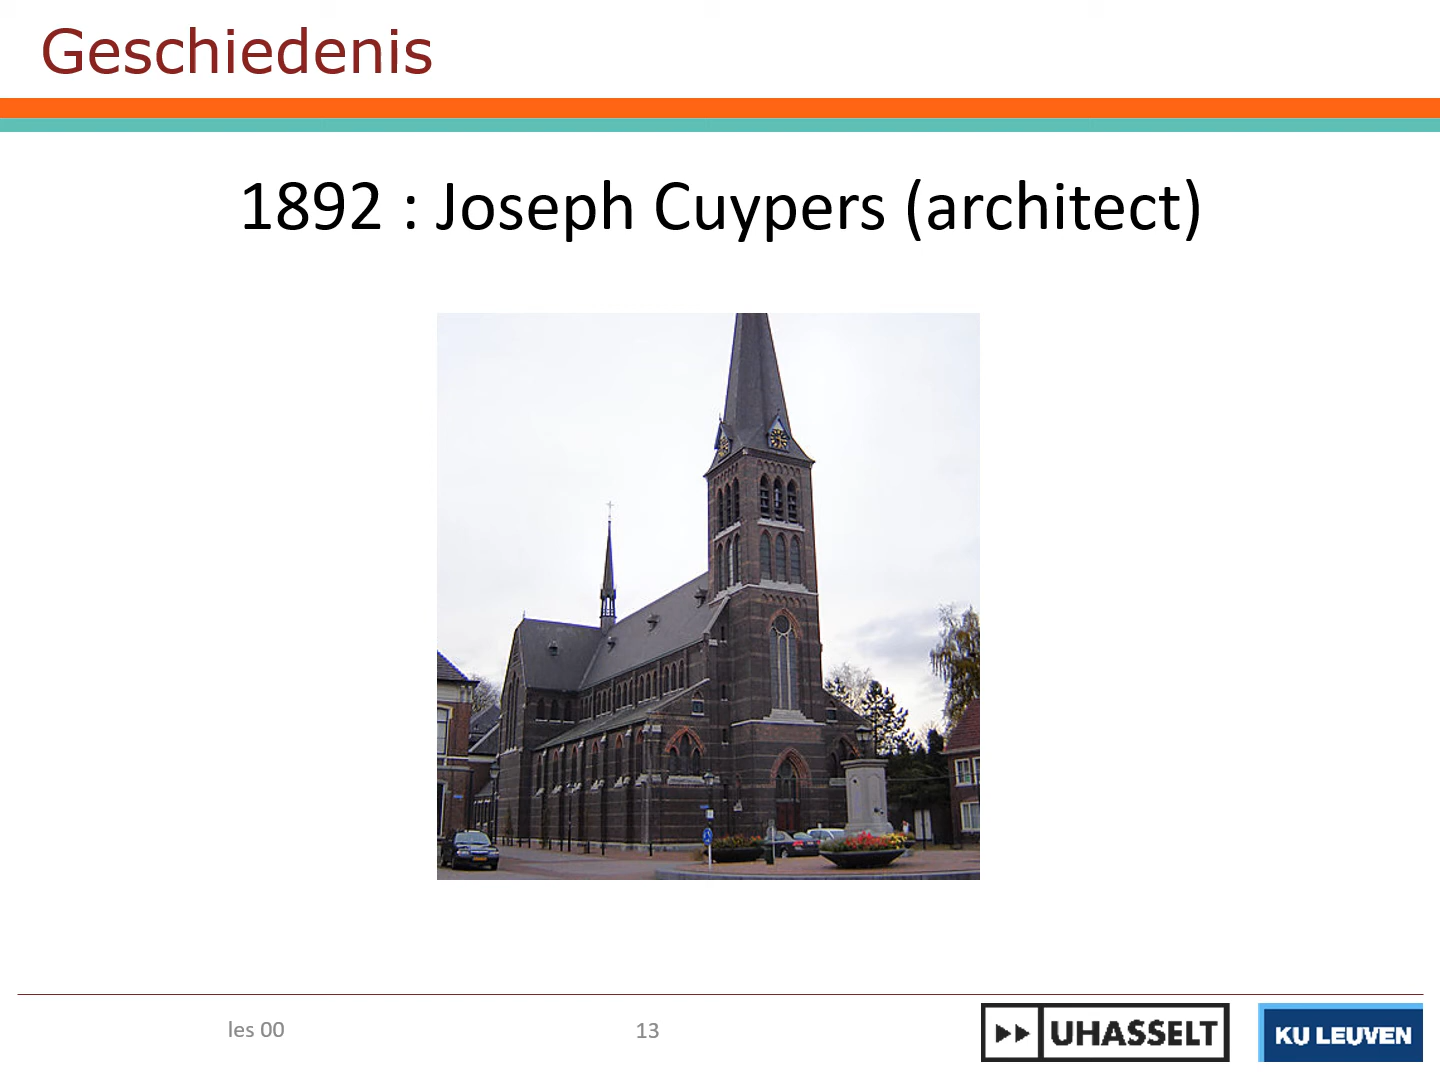 Geschiedenis
1892 : Joseph Cuypers (architect)
les 00
13
UHASSELT
KU LEUVEN